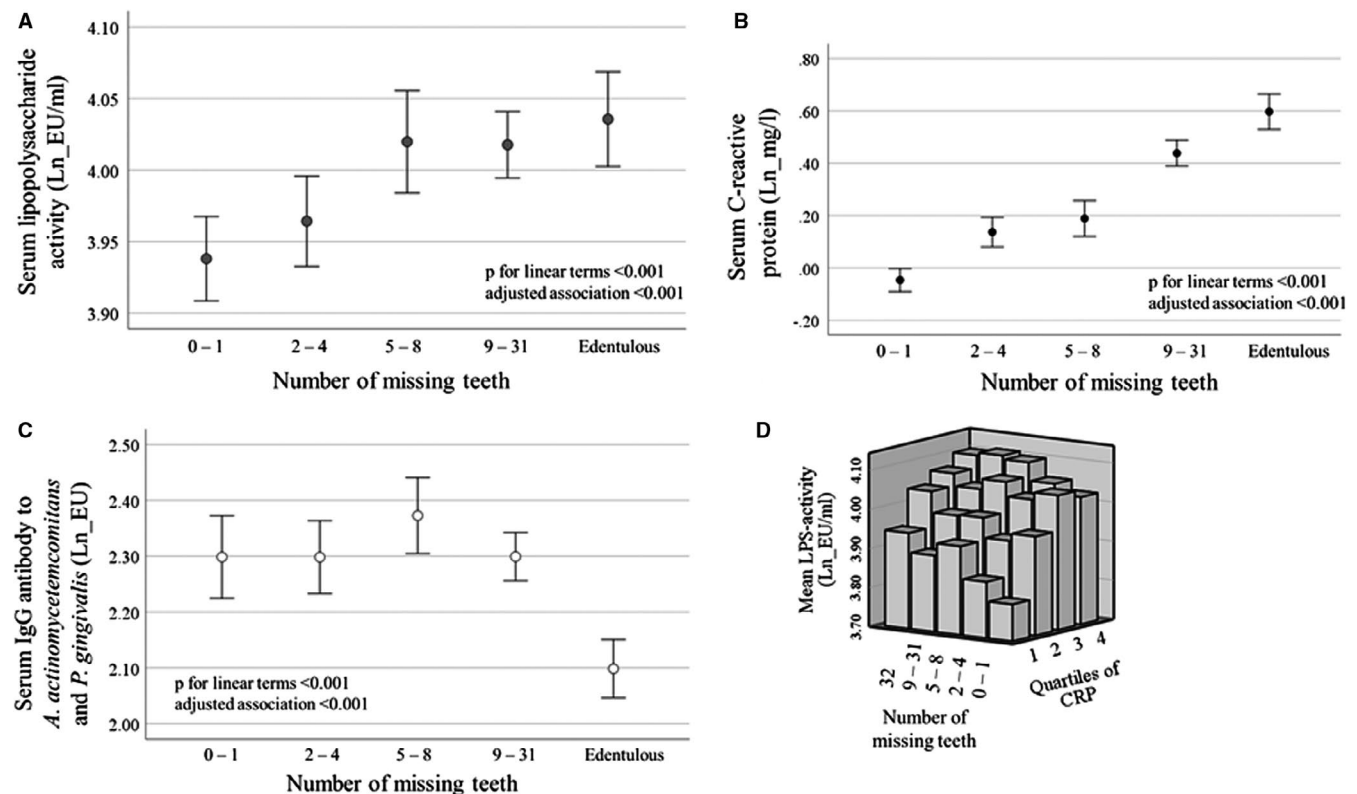 A
Serum lipopolysaccharide
activity (Ln_EU/ml)
4.10
4.05
4.00
3.95
3.90
p for linear terms <0.001
adjusted association <0.001
0 – 1
2 – 4
5 – 8
9 – 31
Edentulous
Number of missing teeth
B
Serum C-reactive
protein (Ln_mg/l)
.80
.60
.40
.20
.00
-.20
p for linear terms <0.001
adjusted association <0.001
0 – 1
2 – 4
5 – 8
9 – 31
Edentulous
Number of missing teeth
C
Serum IgG antibody to
A. actinomycetemcomitans
and P. gingivalis (Ln_EU)
2.50
2.40
2.30
2.20
2.10
2.00
p for linear terms <0.001
adjusted association <0.001
0 – 1
2 – 4
5 – 8
9 – 31
Edentulous
Number of missing teeth
D
Mean LPS-activity
(Ln_EU/ml)
4.10
4.00
3.90
3.80
3.70
32
9 – 31
5 – 8
2 – 4
0 – 1
Number of
missing teeth
1
2
3
4
Quartiles of
CRP